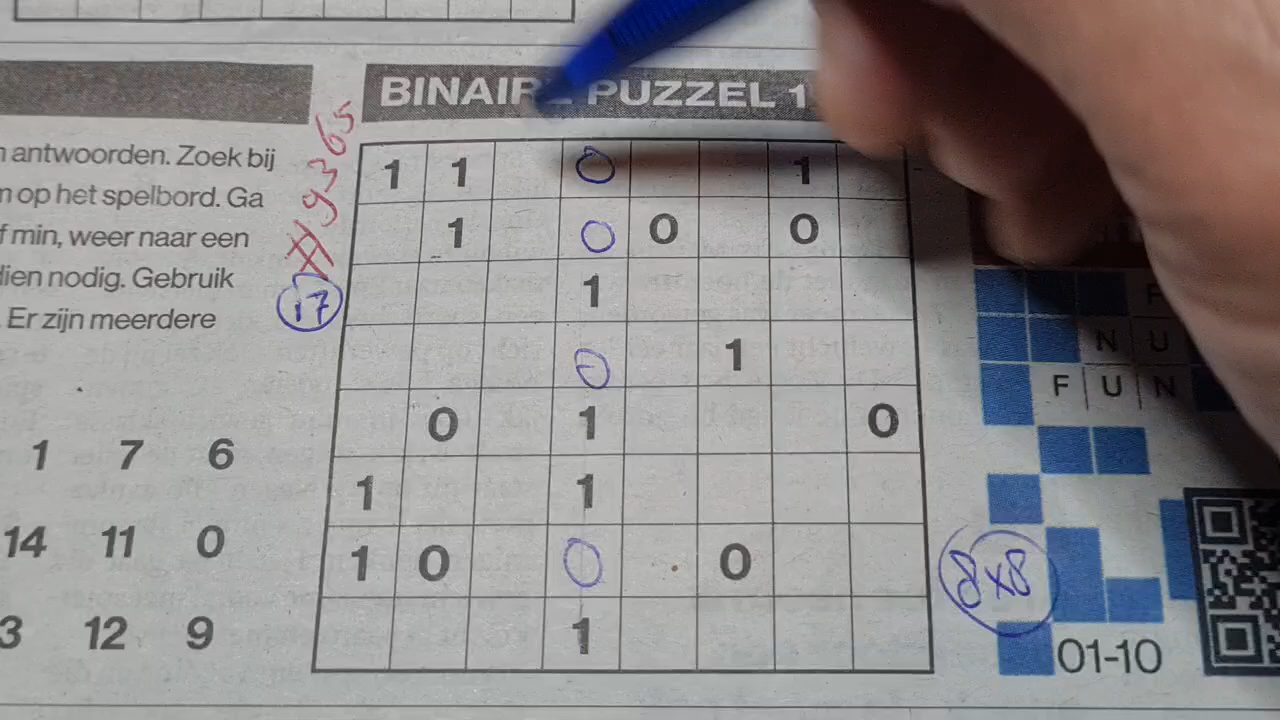 BINAIRE PUZZEL 1
antwoorden. Zoek bij
op het spelbord. Ga
min, weer naar een
nodig. Gebruik
. Er zijn meerdere
1 7 6
14 11 0
3 12 9
9365
17
1 1 0 1
1 0 0 0
1
0 1
0 1 0
1 1
1 0 0 0
1
8x8
F
N U
F U N
01-10